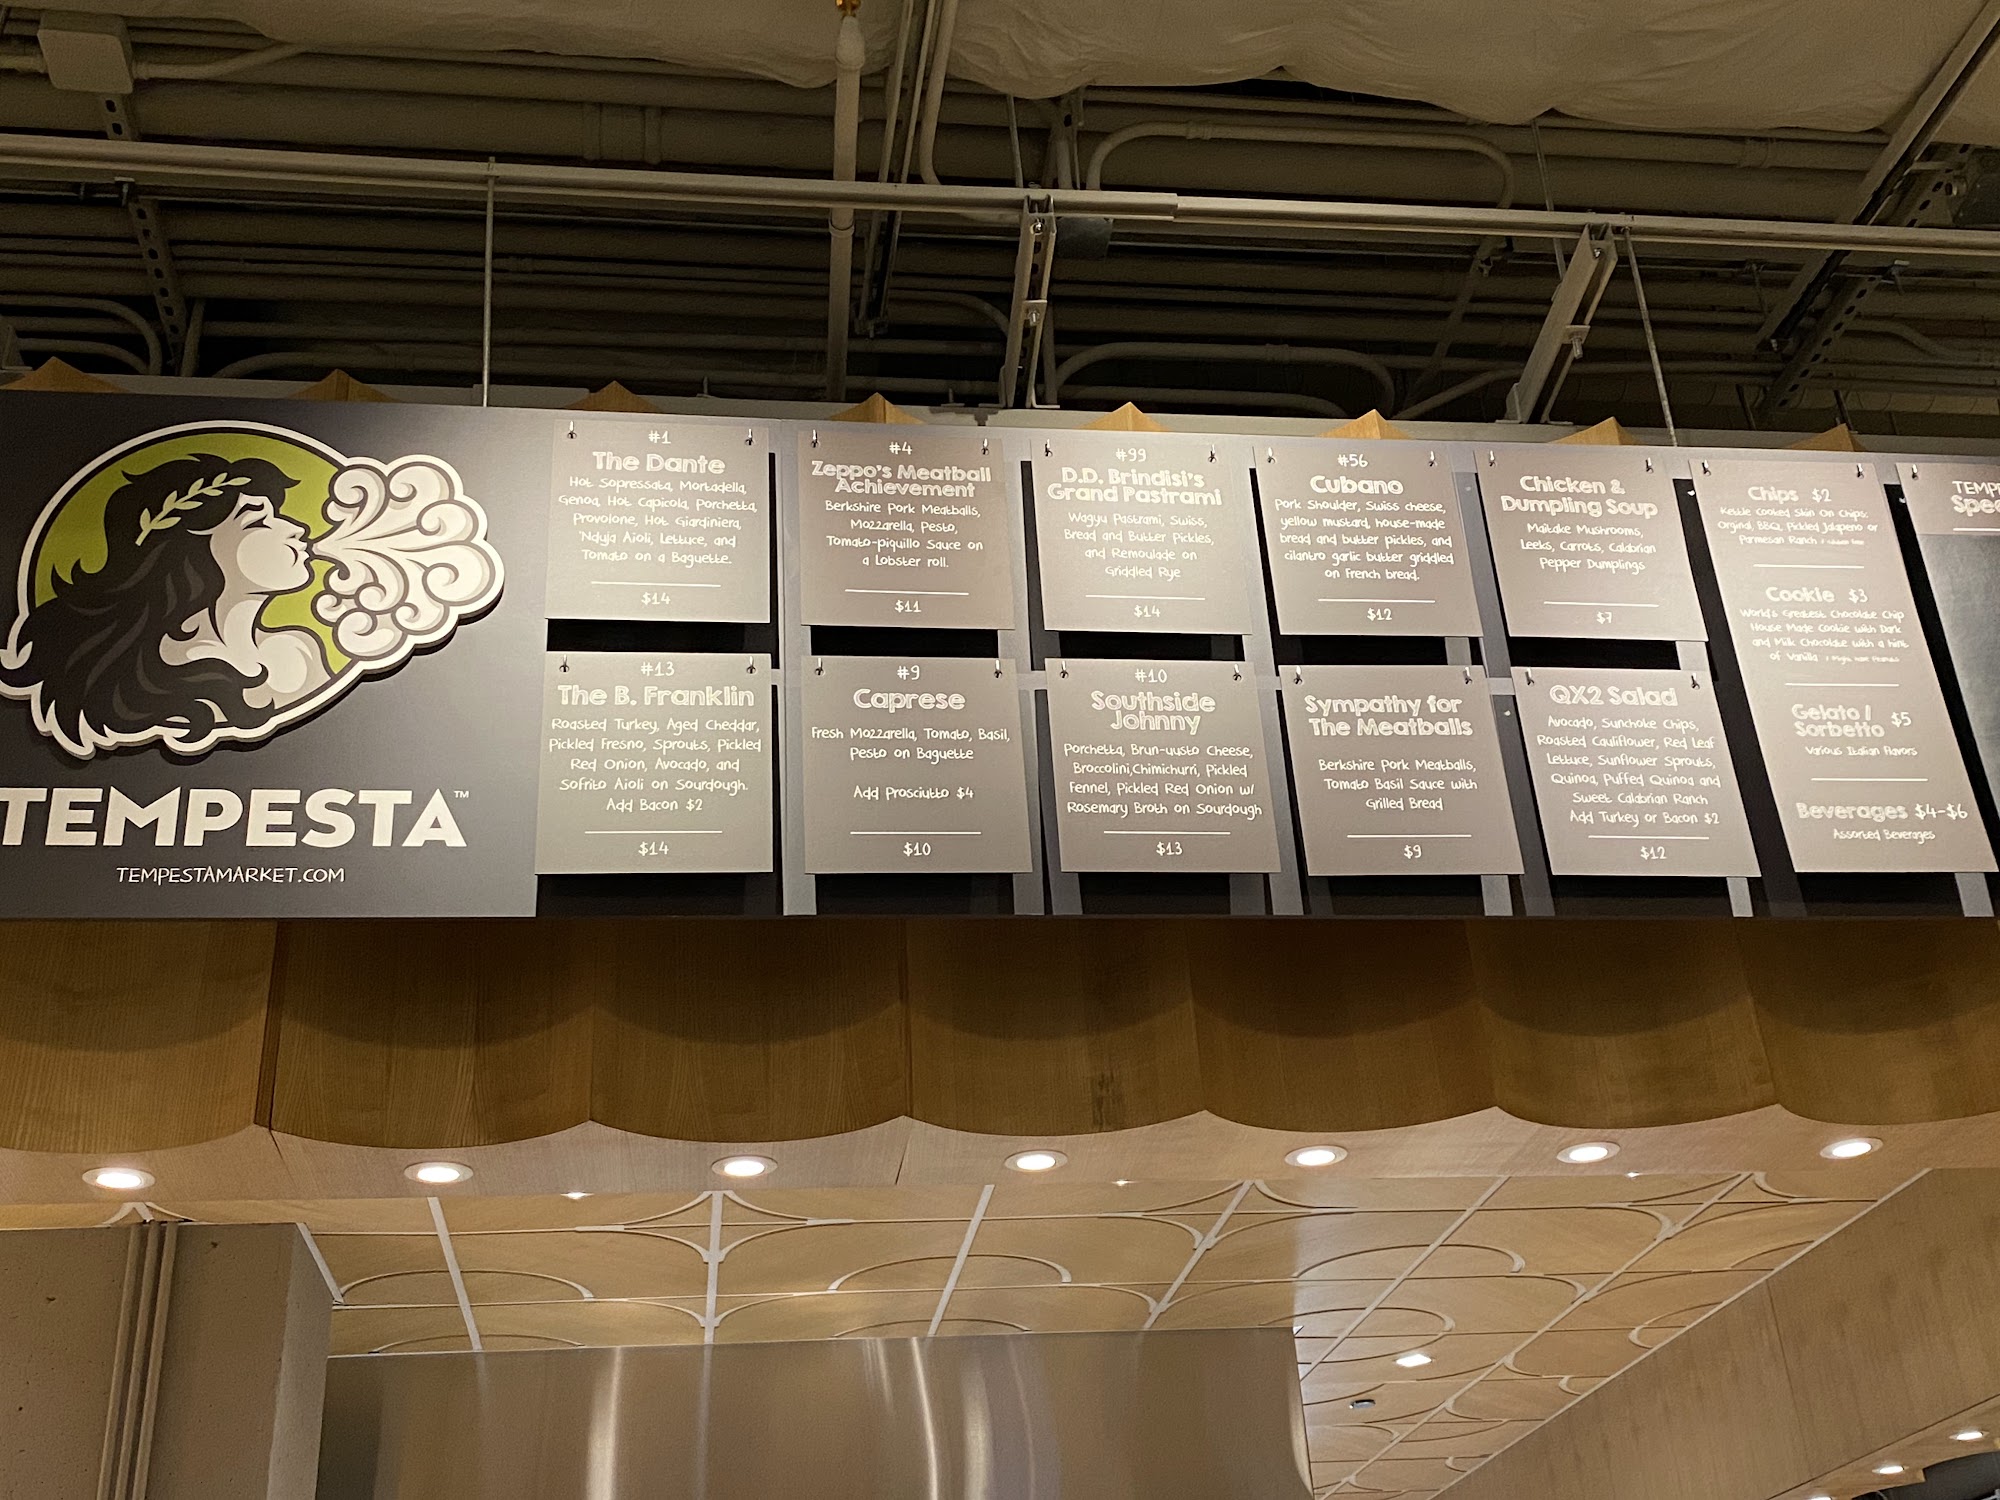 TEMPESTA™
TEMPESTAMARKET.COM
#1
The Dante
Hot Sopressata, Mortadella,
Genoa, Hot Capicola, Porchetta,
Provolone, Hot Giardiniera,
'Nduja Aioli, Lettuce, and
Tomato on a Baguette.
$14
#13
The B. Franklin
Roasted Turkey, Aged Cheddar,
Pickled Fresno, Sprouts, Pickled
Red Onion, Avocado, and
Sofrito Aioli on Sourdough.
Add Bacon $2
$14
#4
Zeppo's Meatball
Achievement
Berkshire Pork Meatballs,
Mozzarella, Pesto,
Tomato-piquillo Sauce on
a Lobster roll.
$11
#9
Caprese
Fresh Mozzarella, Tomato, Basil,
Pesto on Baguette
Add Prosciutto $4
$10
#99
D.D. Brindisi's
Grand Pastrami
Wagyu Pastrami, Swiss,
Bread and Butter Pickles,
and Remoulade on
Griddled Rye
$14
#10
Southside
Johnny
Porchetta, Brun-uusto Cheese,
Broccolini, Chimichurri, Pickled
Fennel, Pickled Red Onion w/
Rosemary Broth on Sourdough
$13
#56
Cubano
Pork Shoulder, Swiss cheese,
yellow mustard, house-made
bread and butter pickles, and
cilantro garlic butter griddled
on French bread.
$12
Sympathy for
The Meatballs
Berkshire Pork Meatballs,
Tomato Basil Sauce with
Grilled Bread
$9
Chicken &
Dumpling Soup
Maitake Mushrooms,
Leeks, Carrots, Calabrian
Pepper Dumplings
$7
QX2 Salad
Avocado, Sunchoke Chips,
Roasted Cauliflower, Red Leaf
Lettuce, Sunflower Sprouts,
Quinoa, Puffed Quinoa and
Sweet Calabrian Ranch
Add Turkey or Bacon $2
$12
Chips $2
Kettle Cooked Skin On Chips:
Orginal, BBQ, Pickled Jalapeno or
Parmesan Ranch
Cookie $3
World's Greatest Chocolate Chip
House Made Cookie with Dark
and Milk Chocolate with a hint
of Vanilla
Gelato /
Sorbetto $5
Various Italian Flavors
Beverages $4-$6
Assorted Beverages